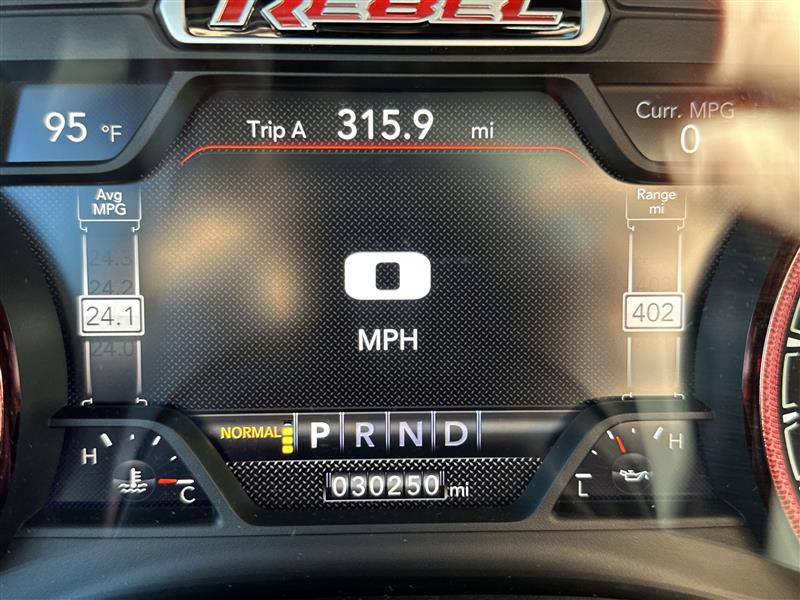 REBEL
95 °F
Trip A 315.9 mi
Curr. MPG
0
Avg
MPG
Range
mi
24.3
24.2
24.1
24.0
402
0
MPH
NORMAL P R N D
H
C
L
H
030250 mi